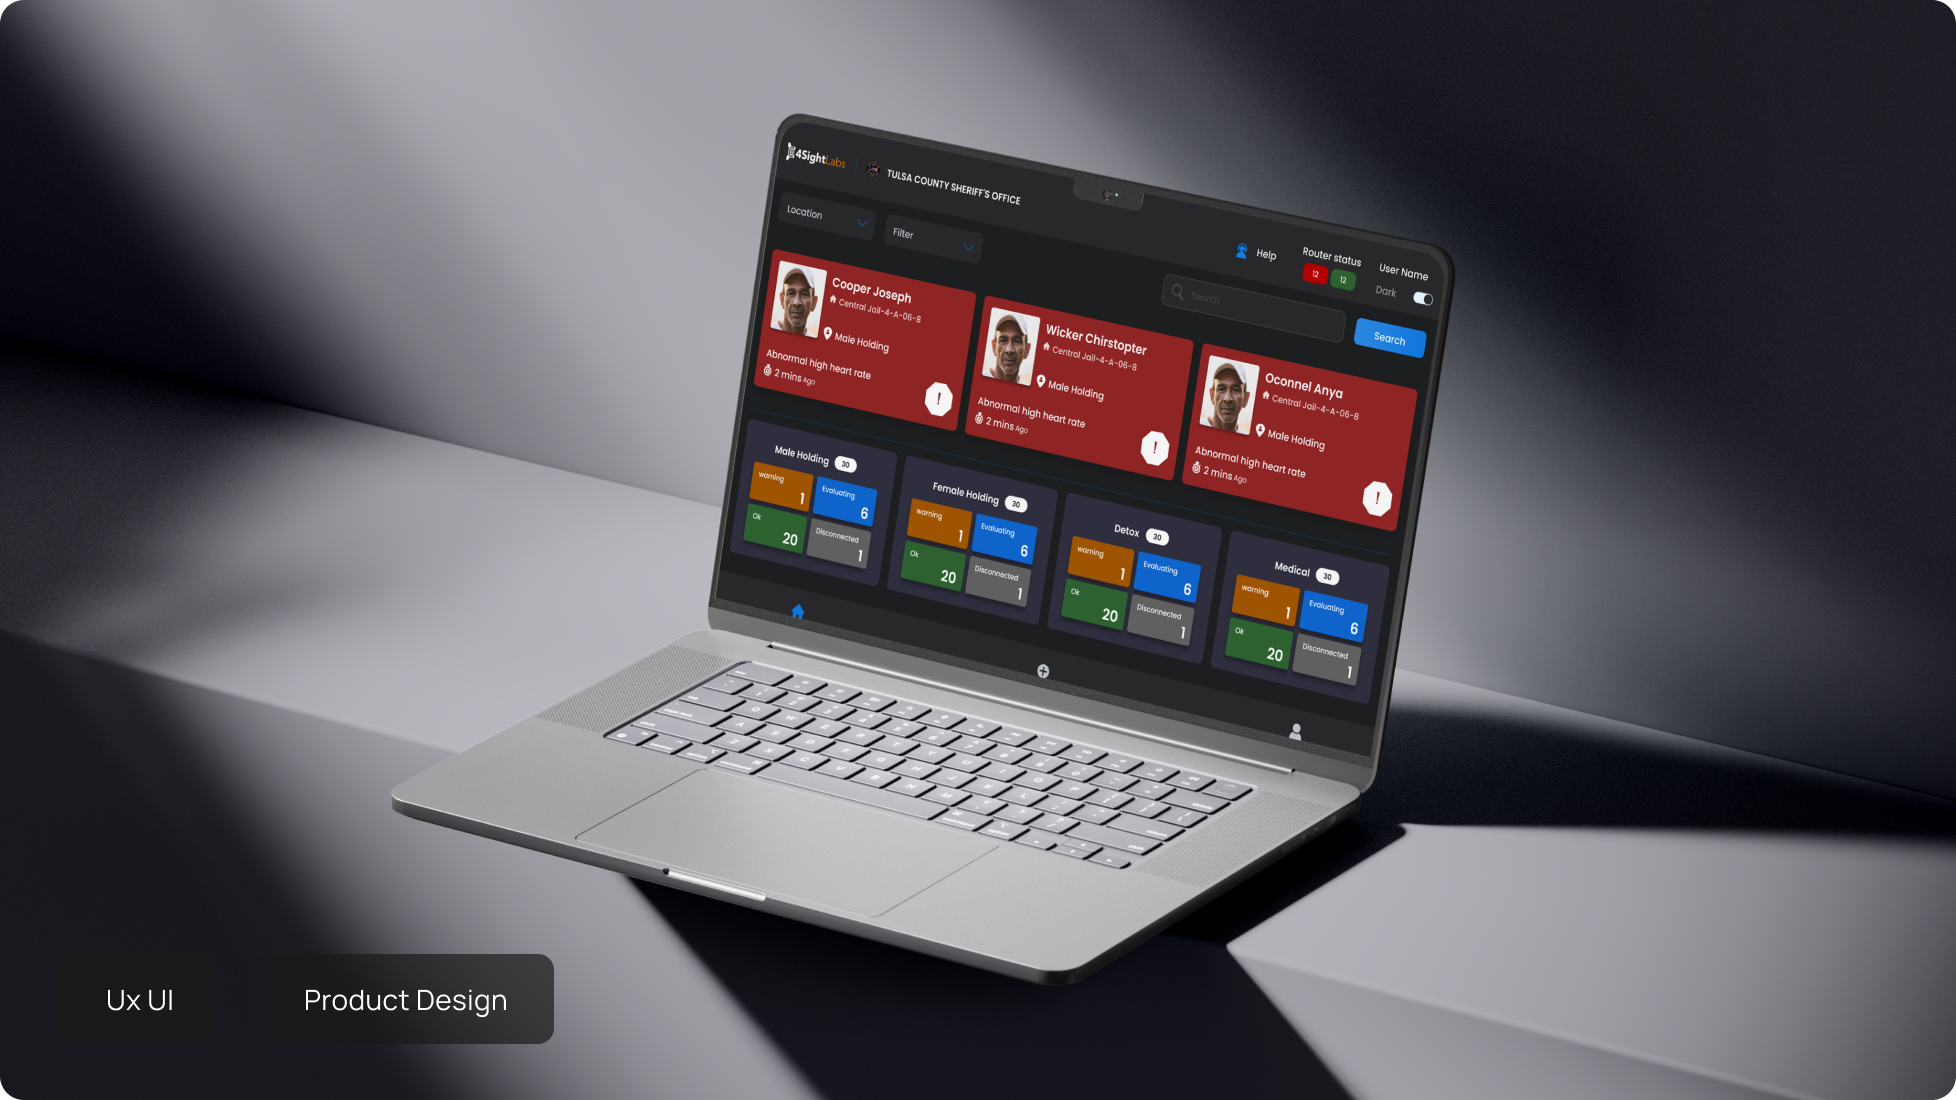 4SightLabs
TULSA COUNTY SHERIFF'S OFFICE
Help
Router status
12
12
User Name
Dark
Location
Filter
Search
Search
Cooper Joseph
Central Jail-4-A-06-8
Male Holding
Abnormal high heart rate
2 mins Ago
!
Wicker Chirstopter
Central Jail-4-A-06-8
Male Holding
Abnormal high heart rate
2 mins Ago
!
Oconnel Anya
Central Jail-4-A-06-8
Male Holding
Abnormal high heart rate
2 mins Ago
!
Male Holding 30
warning 1
Evaluating 6
Ok 20
Disconnected 1
Female Holding 30
warning 1
Evaluating 6
Ok 20
Disconnected 1
Detox 30
warning 1
Evaluating 6
Ok 20
Disconnected 1
Medical 30
warning 1
Evaluating 6
Ok 20
Disconnected 1
Ux UI
Product Design